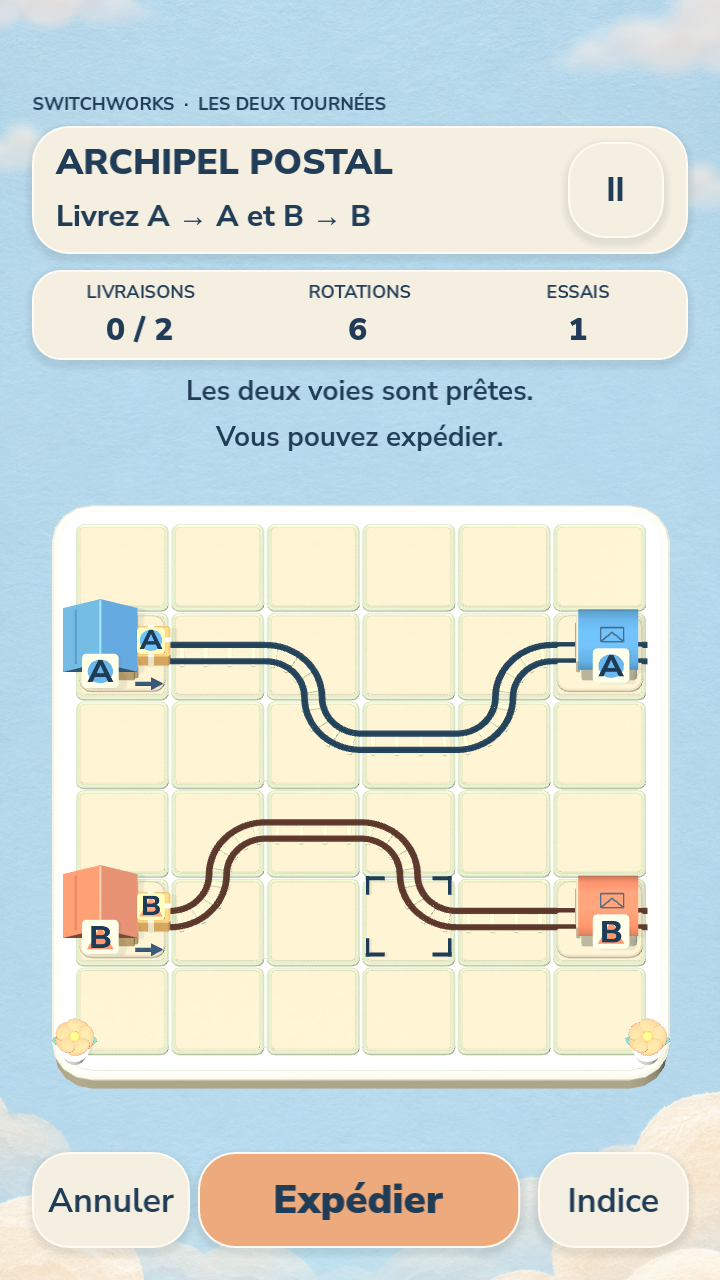 SWITCHWORKS · LES DEUX TOURNÉES
ARCHIPEL POSTAL
Livrez A → A et B → B
II
LIVRAISONS ROTATIONS ESSAIS
0 / 2 6 1
Les deux voies sont prêtes.
Vous pouvez expédier.
A
A
A
B
B
B
Annuler Expédier Indice